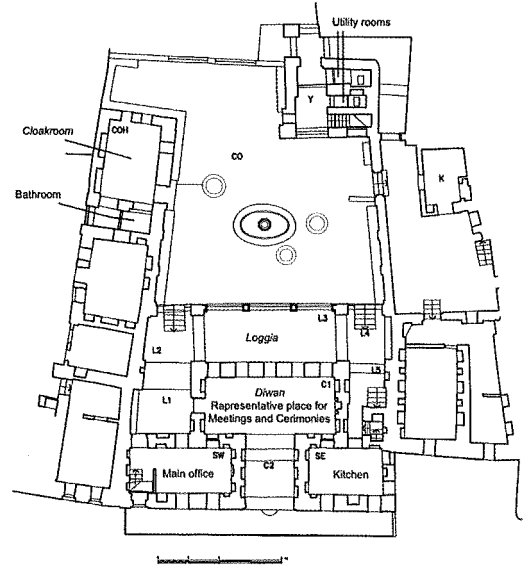 Utility rooms
Y
Cloakroom
COH
CO
K
Bathroom
L3
Loggia
L4
L2
L5
Diwan
C1
Rapresentative place for
Meetings and Cerimonies
L1
SW
SE
C2
Main office
Kitchen